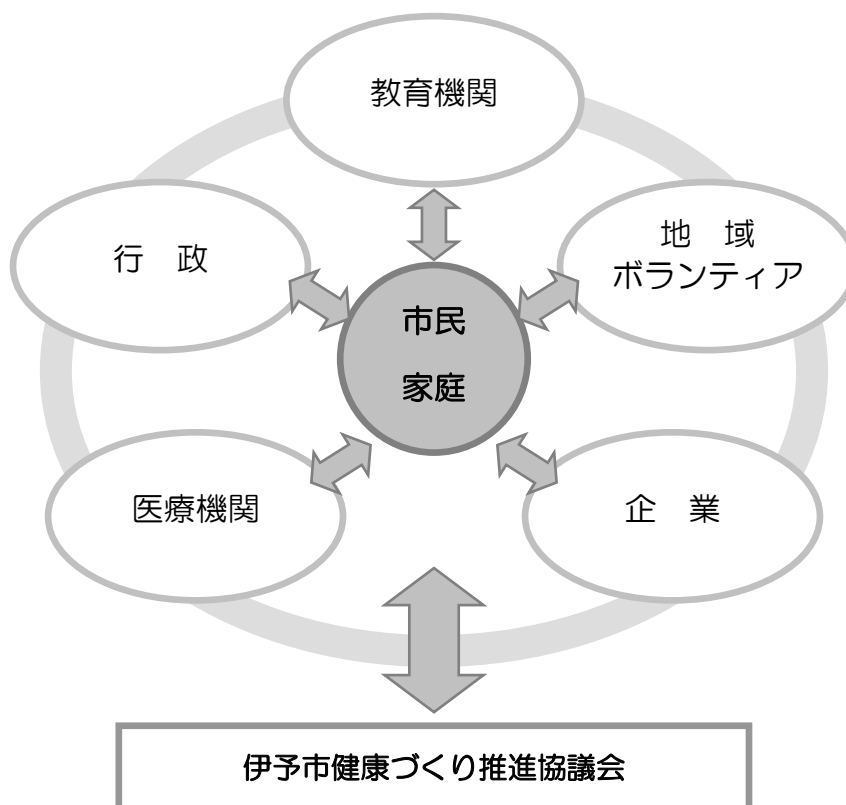 教育機関
行　政
地　域
ボランティア
市民
家庭
医療機関
企　業
伊予市健康づくり推進協議会